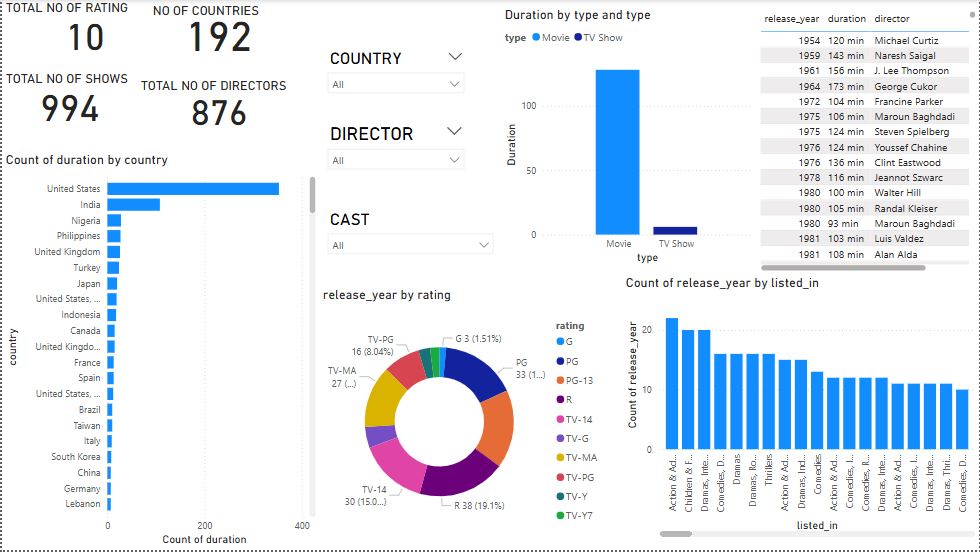 TOTAL NO OF RATING
10
NO OF COUNTRIES
192
TOTAL NO OF SHOWS
994
TOTAL NO OF DIRECTORS
876
COUNTRY
All
DIRECTOR
All
CAST
All
Duration by type and type
type Movie TV Show
Duration
100
50
0
Movie TV Show
type
release_year duration director
1954 120 min Michael Curtiz
1959 143 min Naresh Saigal
1961 156 min J. Lee Thompson
1964 173 min George Cukor
1972 104 min Francine Parker
1975 106 min Maroun Baghdadi
1975 124 min Steven Spielberg
1976 124 min Youssef Chahine
1976 136 min Clint Eastwood
1978 116 min Jeannot Szwarc
1980 100 min Walter Hill
1980 105 min Randal Kleiser
1980 93 min Maroun Baghdadi
1981 103 min Luis Valdez
1981 108 min Alan Alda
Count of duration by country
country
United States
India
Nigeria
Philippines
United Kingdom
Turkey
Japan
United States, ...
Indonesia
Canada
United Kingdo...
France
Spain
United States, ...
Brazil
Taiwan
Italy
South Korea
China
Germany
Lebanon
0 200 400
Count of duration
release_year by rating
G 3 (1.51%)
PG
33 (1...)
R 38 (19.1%)
TV-14
30 (15.0...)
TV-MA
27 (...)
TV-PG
16 (8.04%)
rating
G
PG
PG-13
R
TV-14
TV-G
TV-MA
TV-PG
TV-Y
TV-Y7
Count of release_year by listed_in
Count of release_year
20
10
0
Action & Ad...
Children & F...
Dramas, Inte...
Comedies, D...
Dramas
Dramas, Ro...
Thrillers
Action & Ad...
Dramas, Ind...
Comedies
Action & Ad...
Comedies, I...
Comedies, R...
Dramas, Inte...
Action & Ad...
Comedies, I...
Dramas, Inte...
Dramas, Thri...
Comedies, D...
listed_in